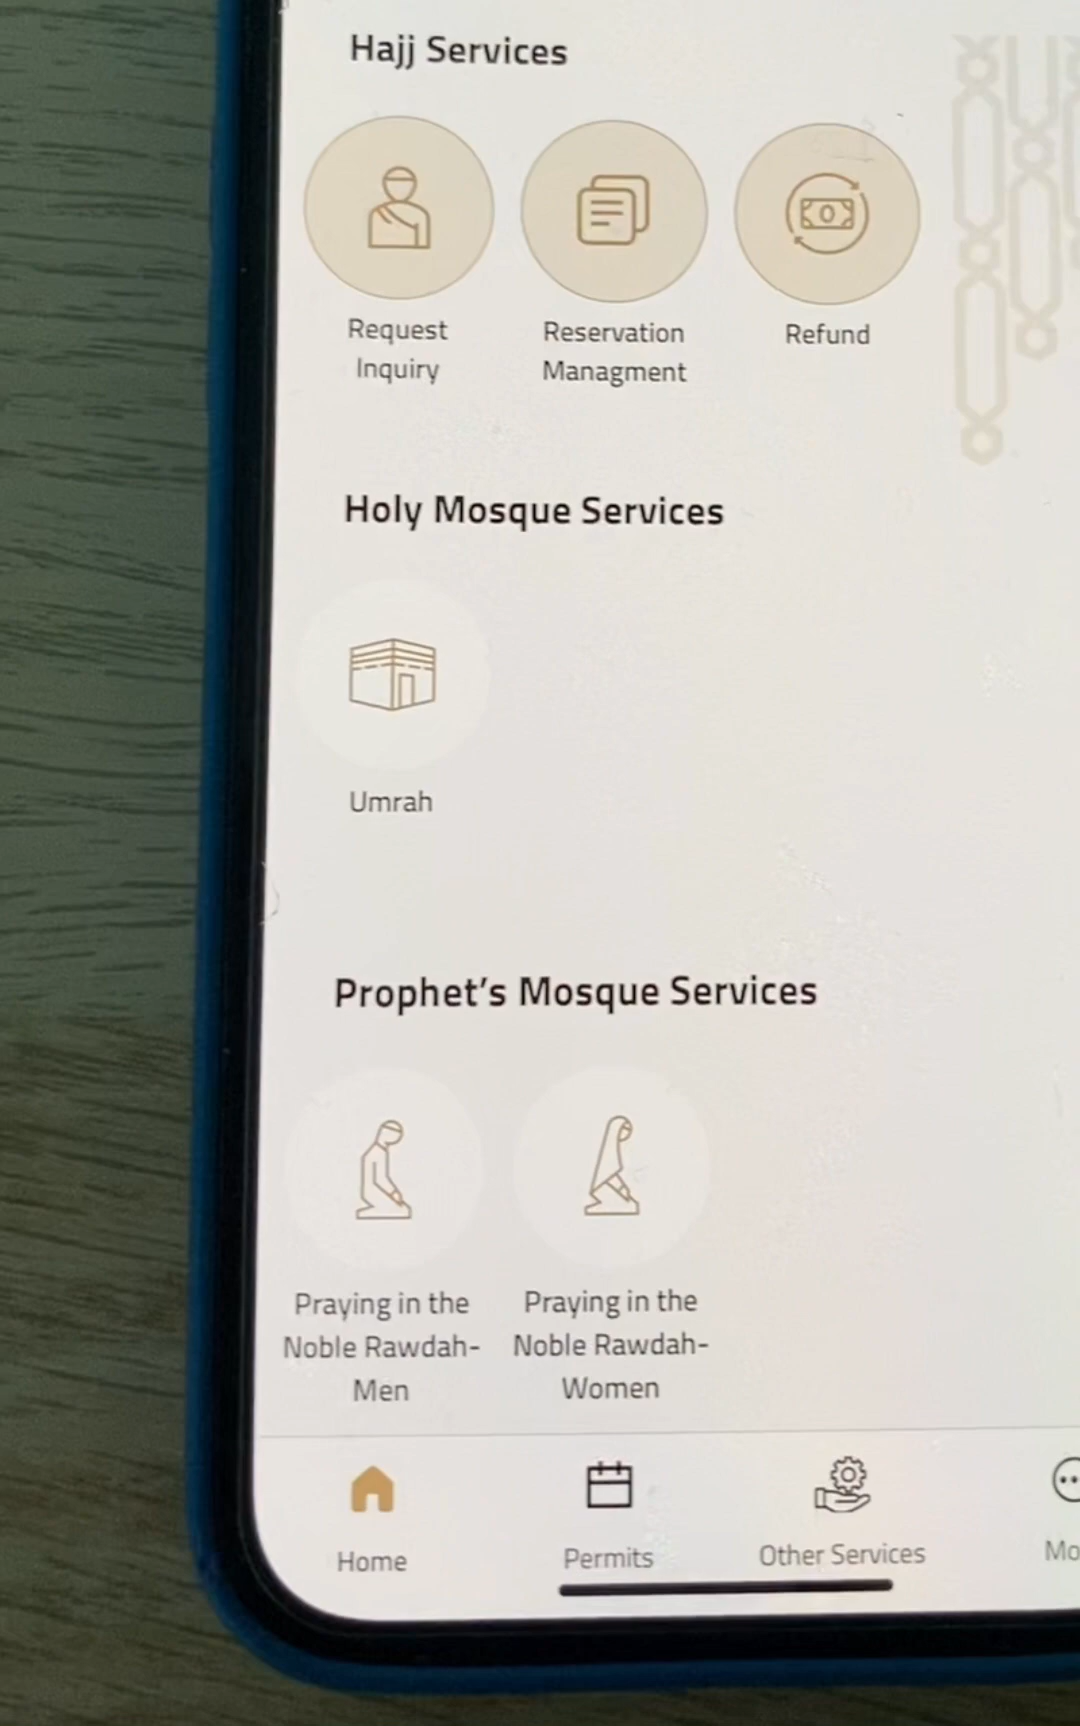 Hajj Services
Request Reservation Refund
Inquiry Managment
Holy Mosque Services
Umrah
Prophet's Mosque Services
Praying in the Praying in the
Noble Rawdah- Noble Rawdah-
Men Women
Home Permits Other Services Mo